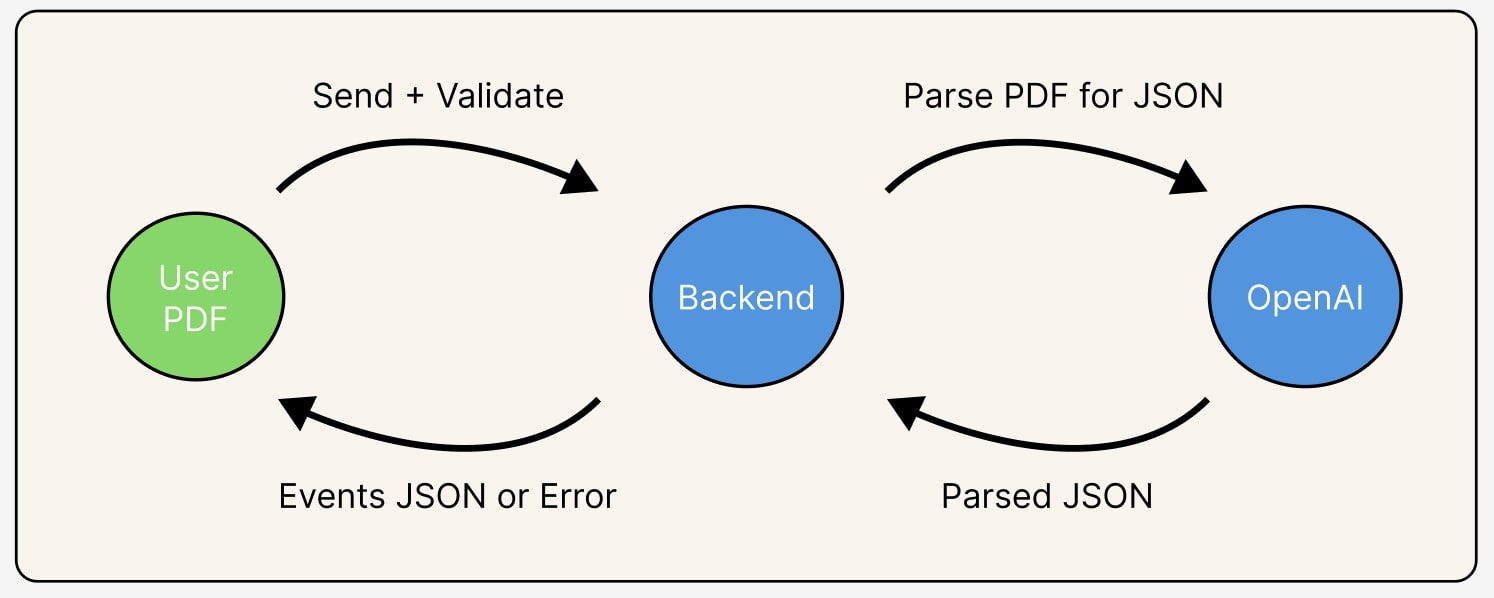 Send + Validate
Parse PDF for JSON
User
PDF
Backend
OpenAI
Events JSON or Error
Parsed JSON